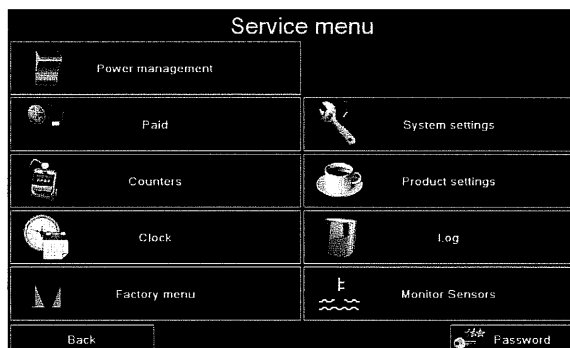 Service menu
Power management
Paid
System settings
Counters
Product settings
Clock
Log
Factory menu
Monitor Sensors
Back
Password